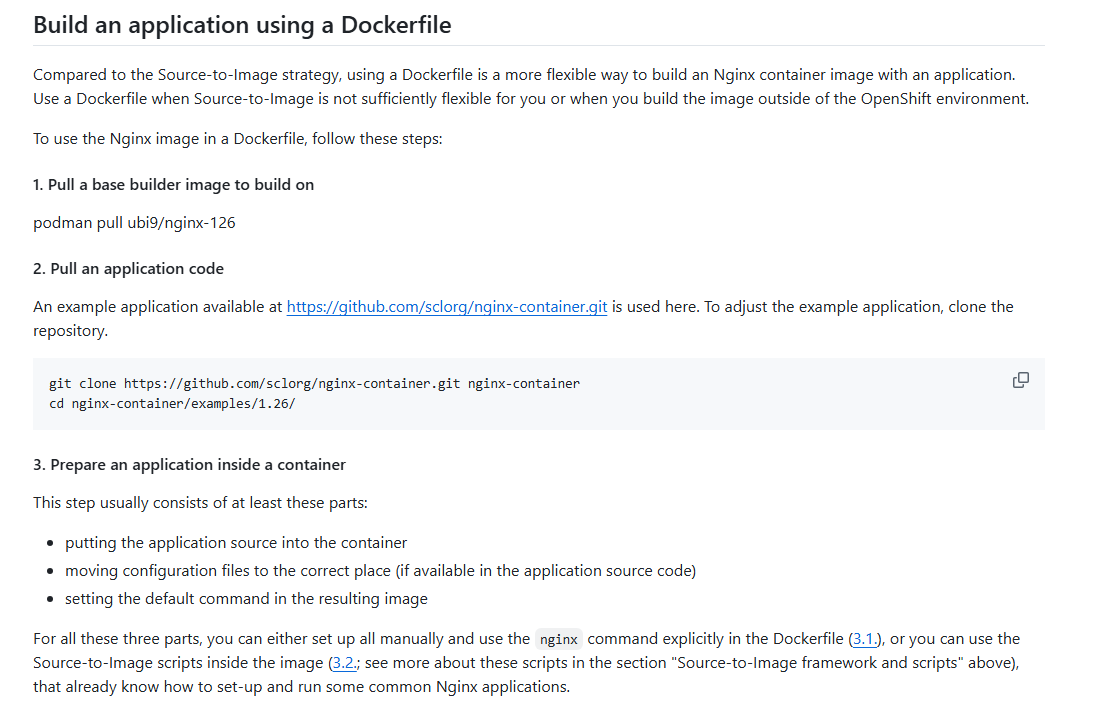 Build an application using a Dockerfile
Compared to the Source-to-Image strategy, using a Dockerfile is a more flexible way to build an Nginx container image with an application.
Use a Dockerfile when Source-to-Image is not sufficiently flexible for you or when you build the image outside of the OpenShift environment.
To use the Nginx image in a Dockerfile, follow these steps:
1. Pull a base builder image to build on
podman pull ubi9/nginx-126
2. Pull an application code
An example application available at https://github.com/sclorg/nginx-container.git is used here. To adjust the example application, clone the
repository.
git clone https://github.com/sclorg/nginx-container.git nginx-container
cd nginx-container/examples/1.26/
3. Prepare an application inside a container
This step usually consists of at least these parts:
• putting the application source into the container
• moving configuration files to the correct place (if available in the application source code)
• setting the default command in the resulting image
For all these three parts, you can either set up all manually and use the nginx command explicitly in the Dockerfile (3.1.), or you can use the
Source-to-Image scripts inside the image (3.2.; see more about these scripts in the section "Source-to-Image framework and scripts" above),
that already know how to set-up and run some common Nginx applications.